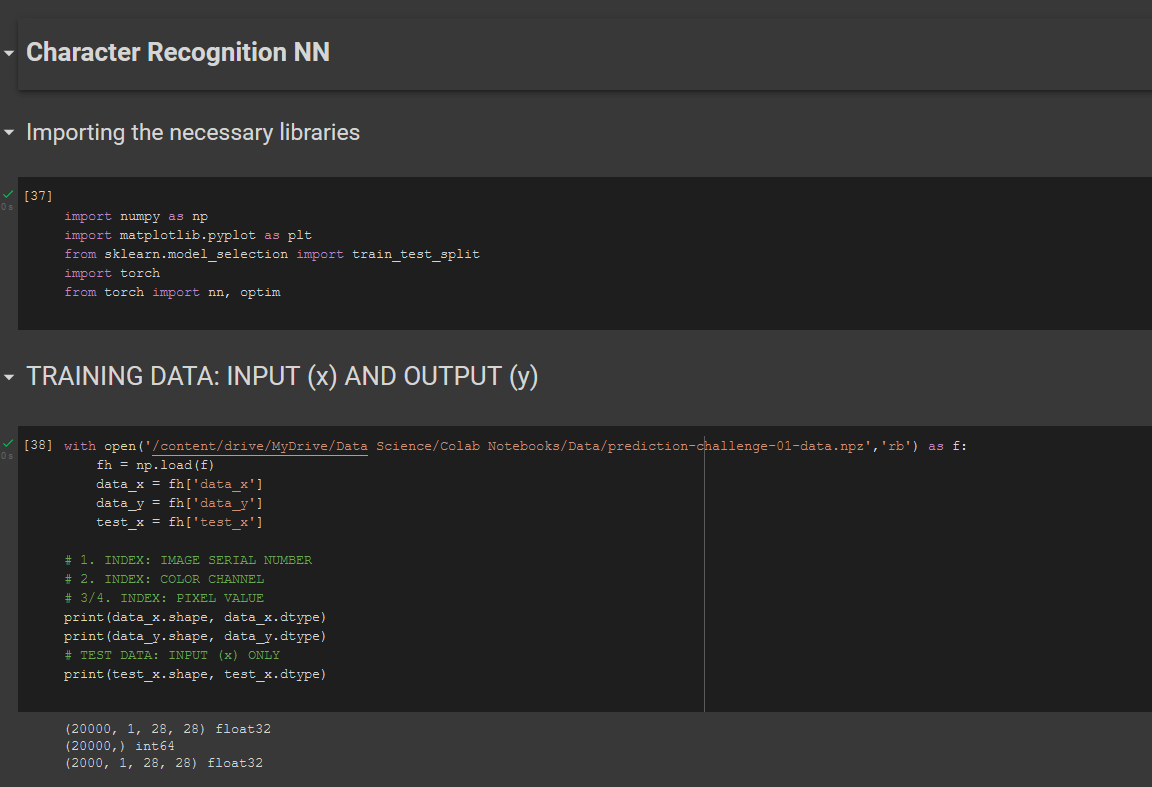 Character Recognition NN
Importing the necessary libraries
[37]
0s
import numpy as np
import matplotlib.pyplot as plt
from sklearn.model_selection import train_test_split
import torch
from torch import nn, optim
TRAINING DATA: INPUT (x) AND OUTPUT (y)
[38] with open('/content/drive/MyDrive/Data Science/Colab Notebooks/Data/prediction-challenge-01-data.npz','rb') as f:
0s
fh = np.load(f)
data_x = fh['data_x']
data_y = fh['data_y']
test_x = fh['test_x']
# 1. INDEX: IMAGE SERIAL NUMBER
# 2. INDEX: COLOR CHANNEL
# 3/4. INDEX: PIXEL VALUE
print(data_x.shape, data_x.dtype)
print(data_y.shape, data_y.dtype)
# TEST DATA: INPUT (x) ONLY
print(test_x.shape, test_x.dtype)
(20000, 1, 28, 28) float32
(20000,) int64
(2000, 1, 28, 28) float32